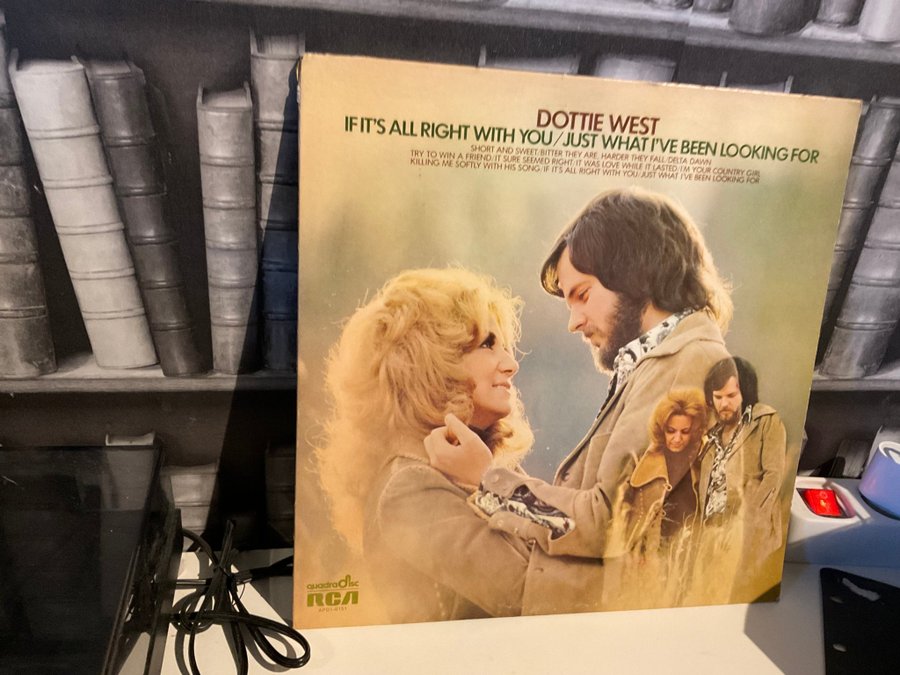 DOTTIE WEST
IF IT'S ALL RIGHT WITH YOU/JUST WHAT I'VE BEEN LOOKING FOR
SHORT AND SWEET/BITTER THEY ARE, HARDER THEY FALL/DELTA DAWN
TRY TO WIN A FRIEND/IT SURE SEEMED RIGHT/IT WAS LOVE WHILE IT LASTED/I'M YOUR COUNTRY GIRL
KILLING ME SOFTLY WITH HIS SONG/IF IT'S ALL RIGHT WITH YOU/JUST WHAT I'VE BEEN LOOKING FOR
quadradisc
RCA
APD1-0151